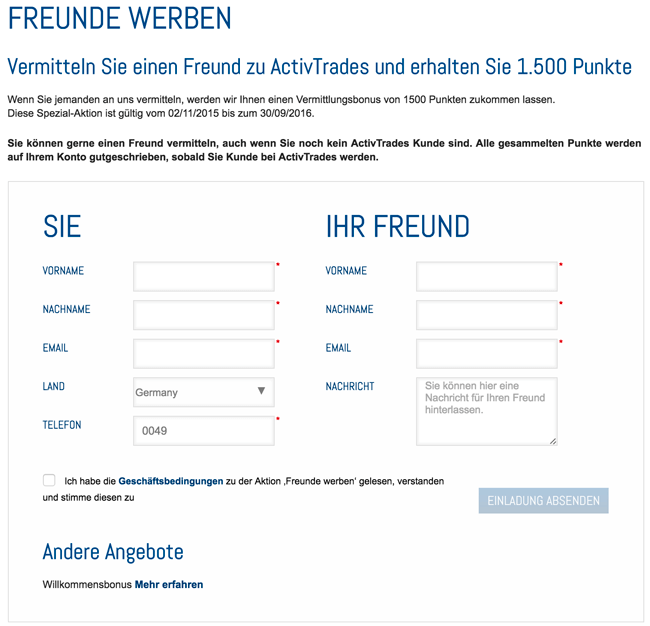 FREUNDE WERBEN
Vermitteln Sie einen Freund zu ActivTrades und erhalten Sie 1.500 Punkte
Wenn Sie jemanden an uns vermitteln, werden wir Ihnen einen Vermittlungsbonus von 1500 Punkten zukommen lassen.
Diese Spezial-Aktion ist gültig vom 02/11/2015 bis zum 30/09/2016.
Sie können gerne einen Freund vermitteln, auch wenn Sie noch kein ActivTrades Kunde sind. Alle gesammelten Punkte werden
auf Ihrem Konto gutgeschrieben, sobald Sie Kunde bei ActivTrades werden.
SIE
VORNAME *
NACHNAME *
EMAIL *
LAND Germany ▼
TELEFON 0049 *
IHR FREUND
VORNAME *
NACHNAME *
EMAIL *
NACHRICHT Sie können hier eine
Nachricht für Ihren Freund
hinterlassen.
Ich habe die Geschäftsbedingungen zu der Aktion ‚Freunde werben' gelesen, verstanden
und stimme diesen zu
EINLADUNG ABSENDEN
Andere Angebote
Willkommensbonus Mehr erfahren